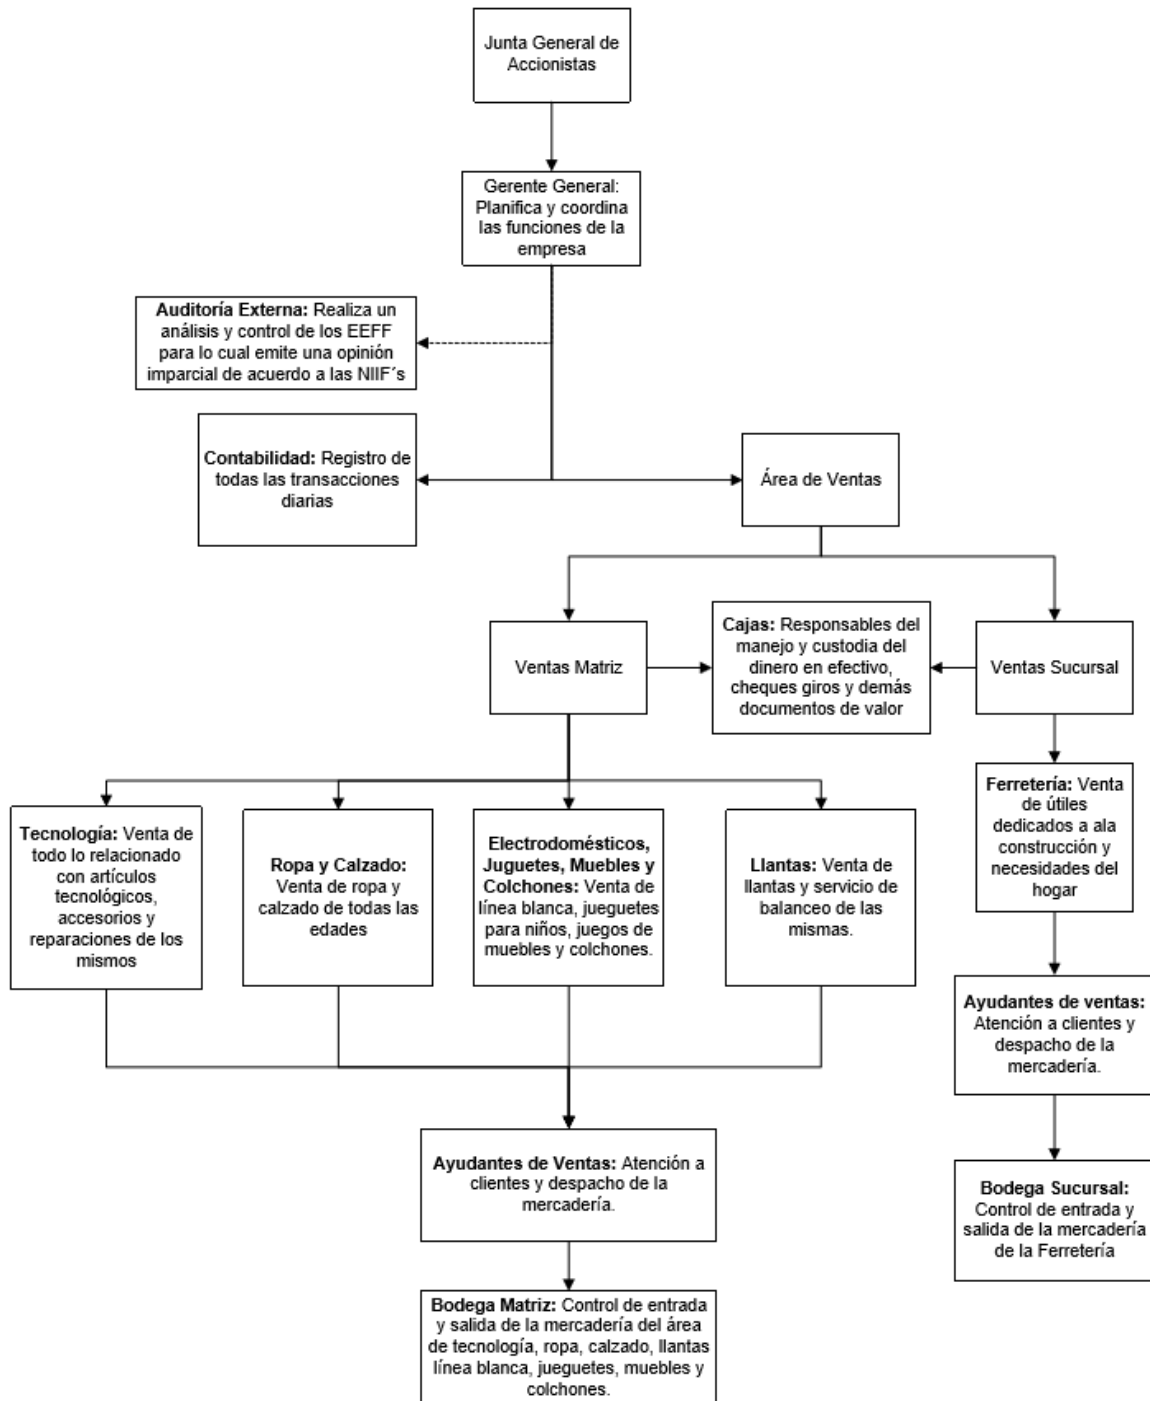 Junta General de
Accionistas
Gerente General:
Planifica y coordina
las funciones de la
empresa
Auditoría Externa: Realiza un
análisis y control de los EEFF
para lo cual emite una opinión
imparcial de acuerdo a las NIIF´s
Contabilidad: Registro de
todas las transacciones
diarias
Área de Ventas
Ventas Matriz
Cajas: Responsables del
manejo y custodia del
dinero en efectivo,
cheques giros y demás
documentos de valor
Ventas Sucursal
Tecnología: Venta de
todo lo relacionado
con artículos
tecnológicos,
accesorios y
reparaciones de los
mismos
Ropa y Calzado:
Venta de ropa y
calzado de todas las
edades
Electrodomésticos,
Juguetes, Muebles y
Colchones: Venta de
línea blanca, jueguetes
para niños, juegos de
muebles y colchones.
Llantas: Venta de
llantas y servicio de
balanceo de las
mismas.
Ferretería: Venta
de útiles
dedicados a ala
construcción y
necesidades del
hogar
Ayudantes de ventas:
Atención a clientes y
despacho de la
mercadería.
Ayudantes de Ventas: Atención a
clientes y despacho de la
mercadería.
Bodega Sucursal:
Control de entrada y
salida de la mercadería
de la Ferretería
Bodega Matriz: Control de entrada
y salida de la mercadería del área
de tecnología, ropa, calzado, llantas
línea blanca, jueguetes, muebles y
colchones.